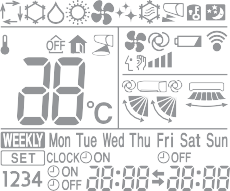 OFF
88 °C
WEEKLY Mon Tue Wed Thu Fri Sat Sun
SET CLOCK ON OFF
1234 ON OFF 88:88 88:88